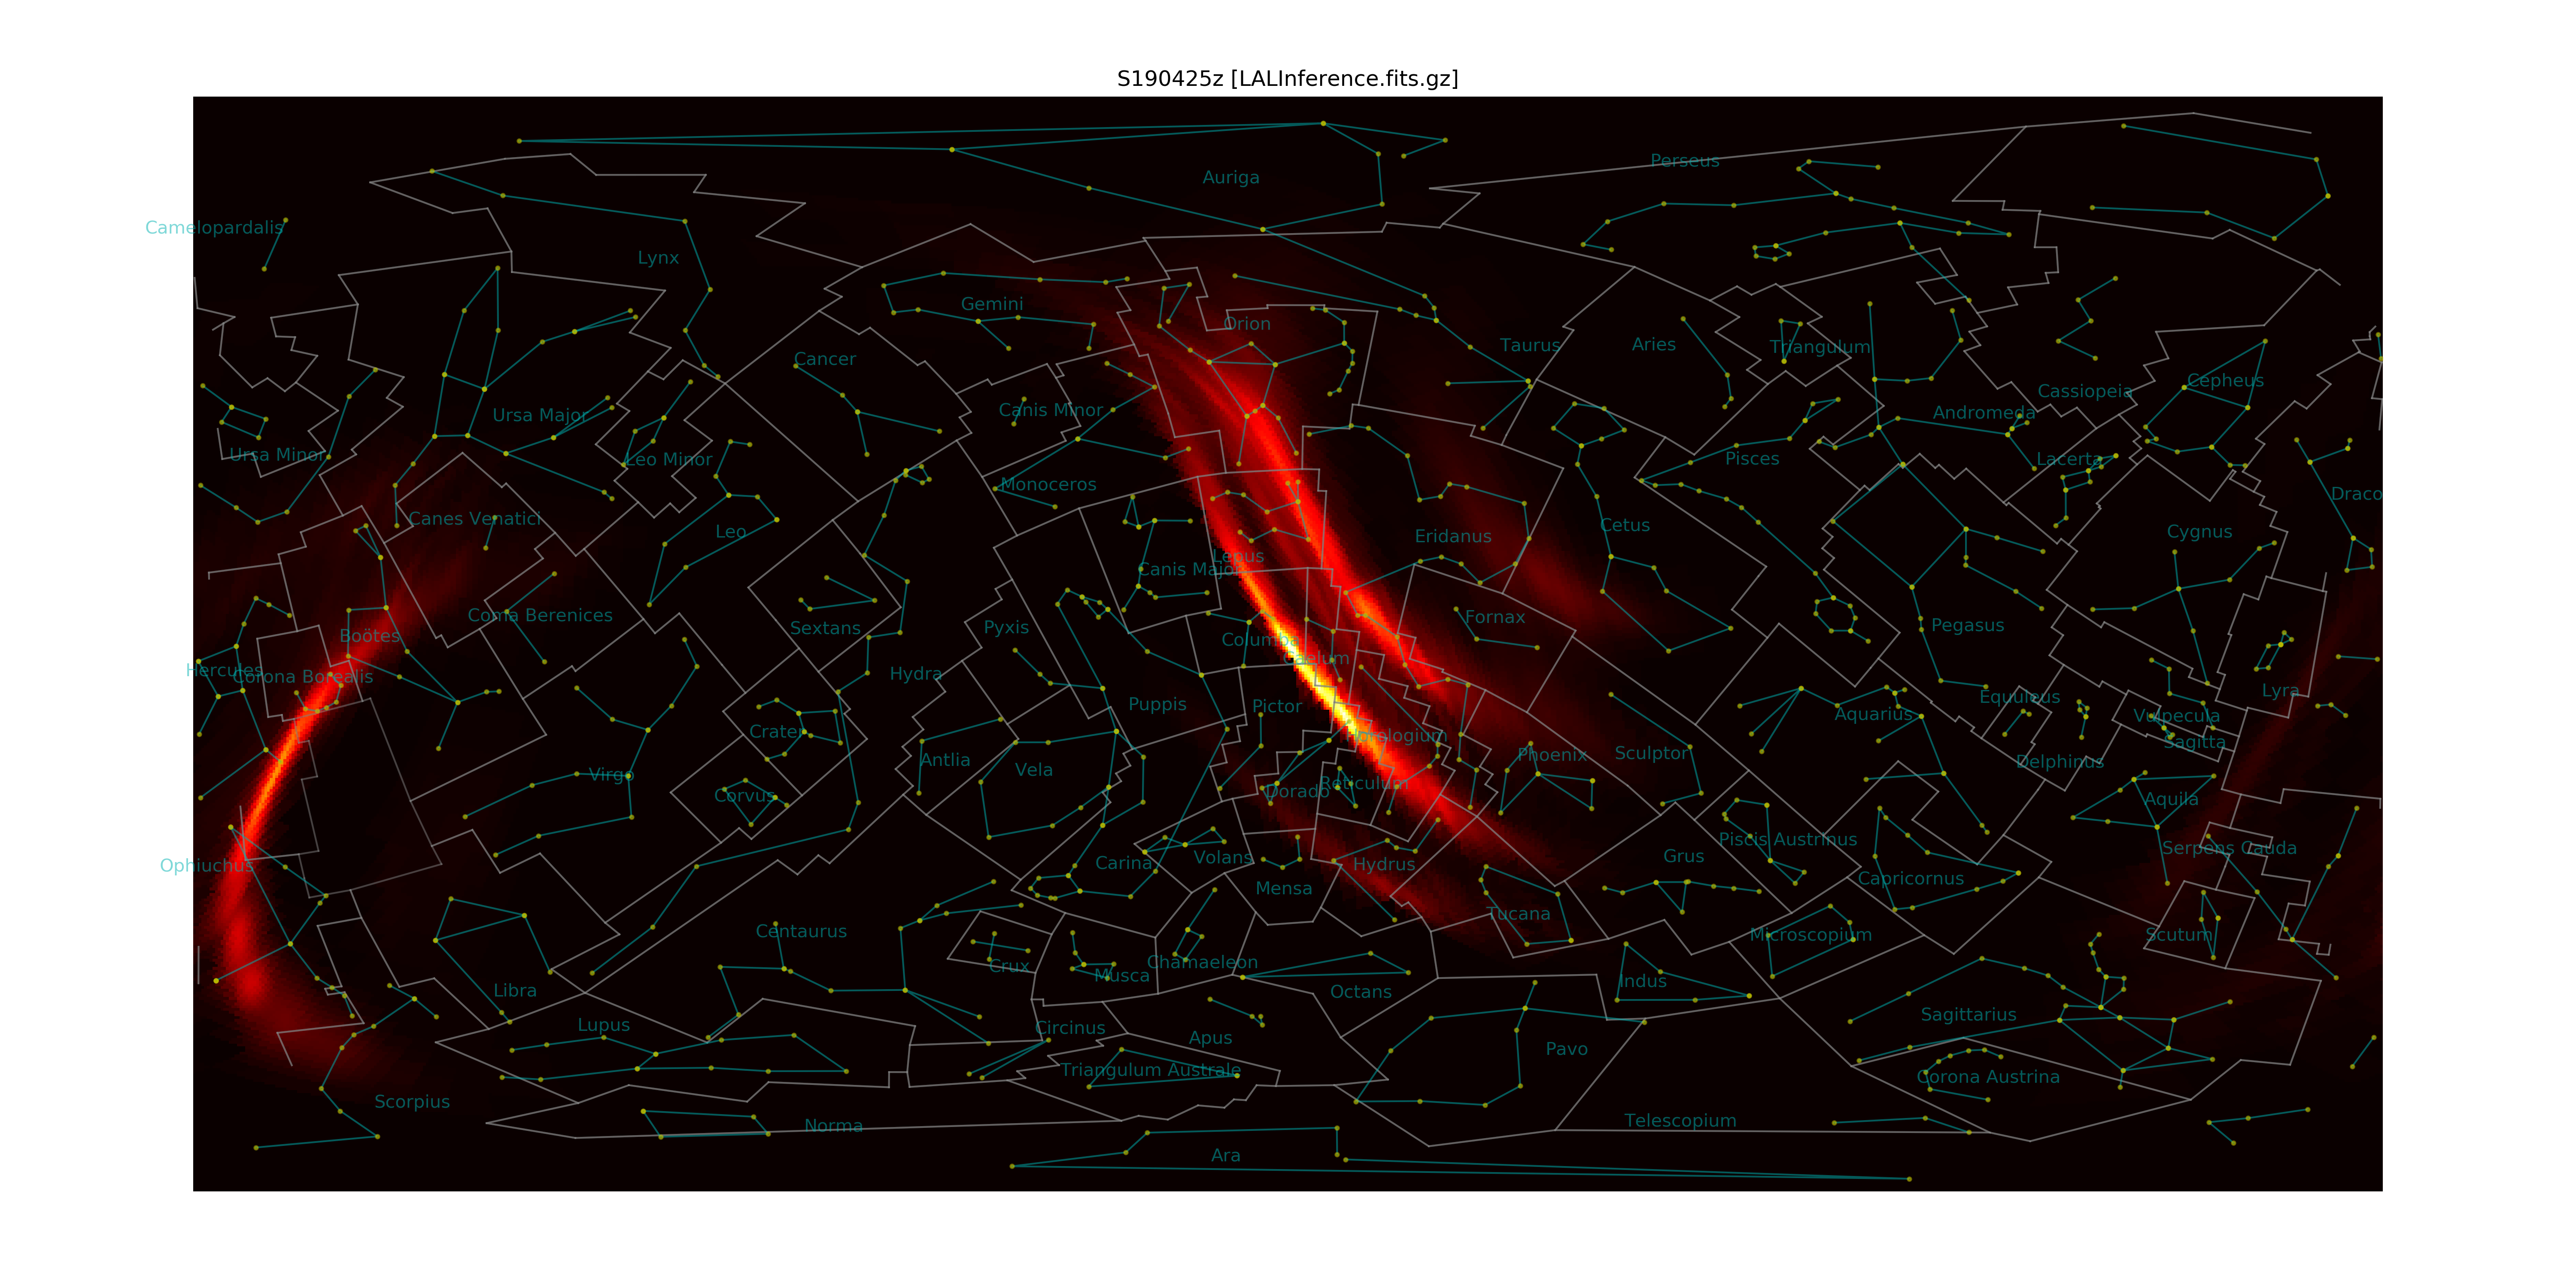 S190425z [LALInference.fits.gz]
Perseus
Auriga
Camelopardalis
Lynx
Gemini
Orion
Taurus
Aries
Triangulum
Cancer
Cepheus
Cassiopeia
Canis Minor
Andromeda
Ursa Major
Ursa Minor
Leo Minor
Pisces
Lacerta
Monoceros
Draco
Canes Venatici
Leo
Cetus
Cygnus
Eridanus
Lepus
Canis Major
Coma Berenices
Fornax
Sextans
Pyxis
Pegasus
Boötes
Columba
Caelum
Hercules
Corona Borealis
Hydra
Lyra
Equuleus
Puppis
Pictor
Aquarius
Vulpecula
Crater
Horologium
Sagitta
Phoenix
Sculptor
Antlia
Delphinus
Vela
Virgo
Reticulum
Dorado
Corvus
Aquila
Piscis Austrinus
Serpens Cauda
Grus
Volans
Carina
Hydrus
Ophiuchus
Capricornus
Mensa
Tucana
Centaurus
Microscopium
Scutum
Chamaeleon
Crux
Musca
Indus
Libra
Octans
Sagittarius
Lupus
Circinus
Apus
Pavo
Triangulum Australe
Corona Austrina
Scorpius
Telescopium
Norma
Ara